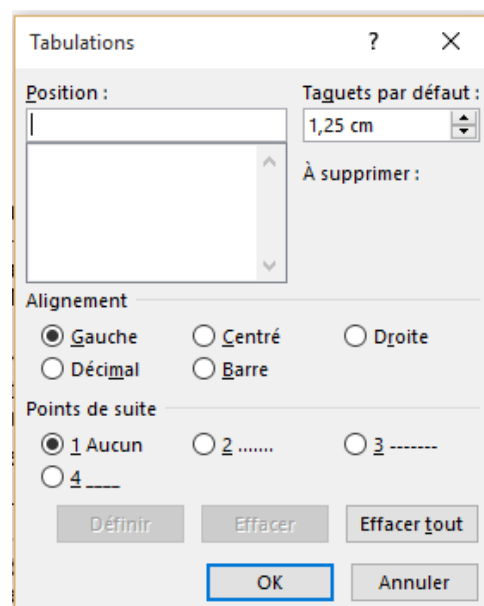 Tabulations ? X
Position : Taquets par défaut :
1,25 cm
À supprimer :
Alignement
Gauche Centré Droite
Décimal Barre
Points de suite
1 Aucun 2 ....... 3 -------
4 ____
Définir Effacer Effacer tout
OK Annuler